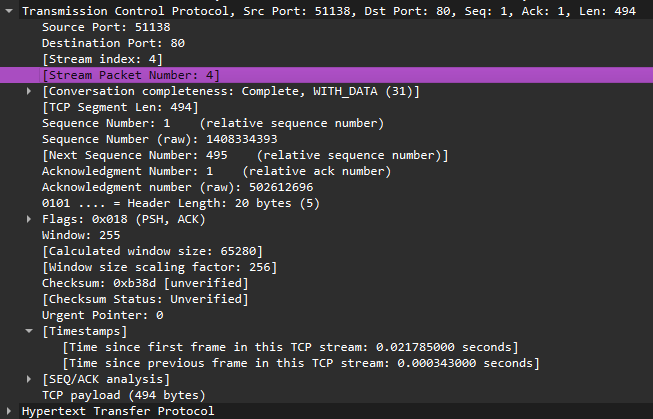 Transmission Control Protocol, Src Port: 51138, Dst Port: 80, Seq: 1, Ack: 1, Len: 494
Source Port: 51138
Destination Port: 80
[Stream index: 4]
[Stream Packet Number: 4]
[Conversation completeness: Complete, WITH_DATA (31)]
[TCP Segment Len: 494]
Sequence Number: 1    (relative sequence number)
Sequence Number (raw): 1408334393
[Next Sequence Number: 495    (relative sequence number)]
Acknowledgment Number: 1    (relative ack number)
Acknowledgment number (raw): 502612696
0101 .... = Header Length: 20 bytes (5)
Flags: 0x018 (PSH, ACK)
Window: 255
[Calculated window size: 65280]
[Window size scaling factor: 256]
Checksum: 0xb38d [unverified]
[Checksum Status: Unverified]
Urgent Pointer: 0
[Timestamps]
[Time since first frame in this TCP stream: 0.021785000 seconds]
[Time since previous frame in this TCP stream: 0.000343000 seconds]
[SEQ/ACK analysis]
TCP payload (494 bytes)
Hypertext Transfer Protocol